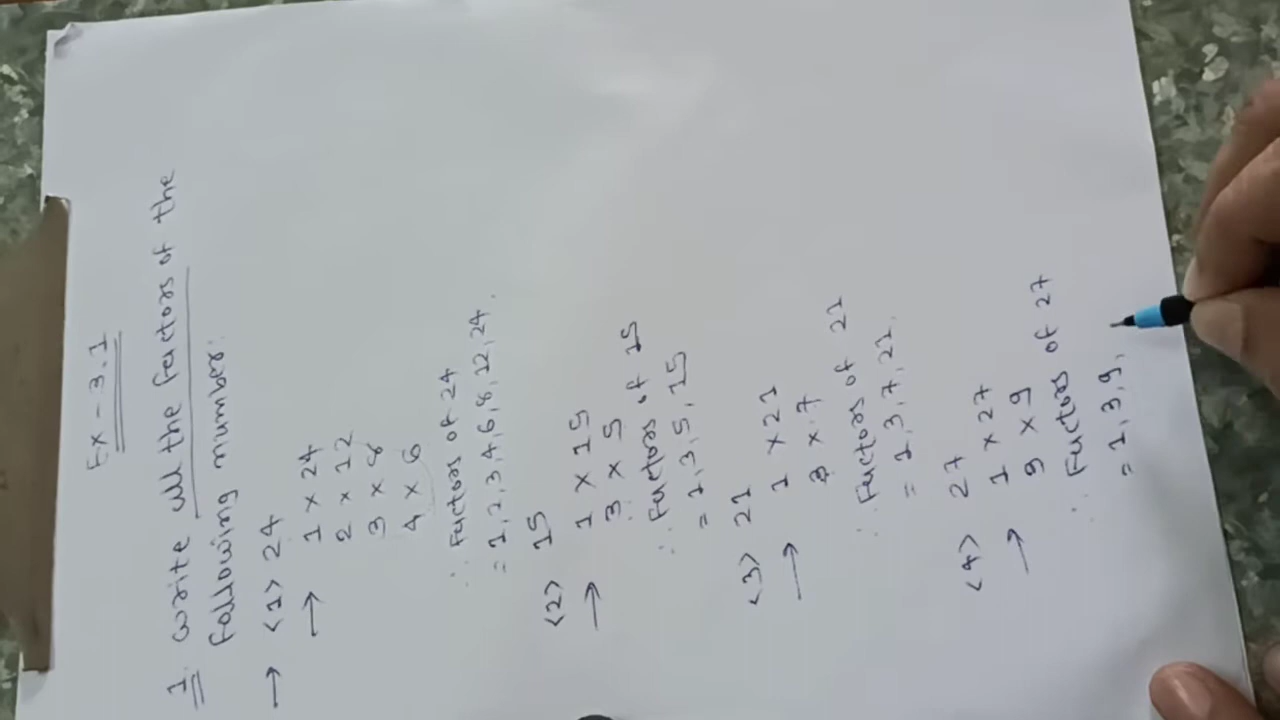 Ex - 3.1
1. write all the factors of the
following number.
→ <1> 24
→ 1 × 24
2 × 12
3 × 8
4 × 6
∴ Factors of 24
= 1, 2, 3, 4, 6, 8, 12, 24.
<2> 15
→ 1 × 15
3 × 5
∴ Factors of 15
= 1, 3, 5, 15
<3> 21
→ 1 × 21
3 × 7
∴ Factors of 21
= 1, 3, 7, 21.
<4> 27
→ 1 × 27
9 × 9
∴ Factors of 27
= 1, 3, 9,